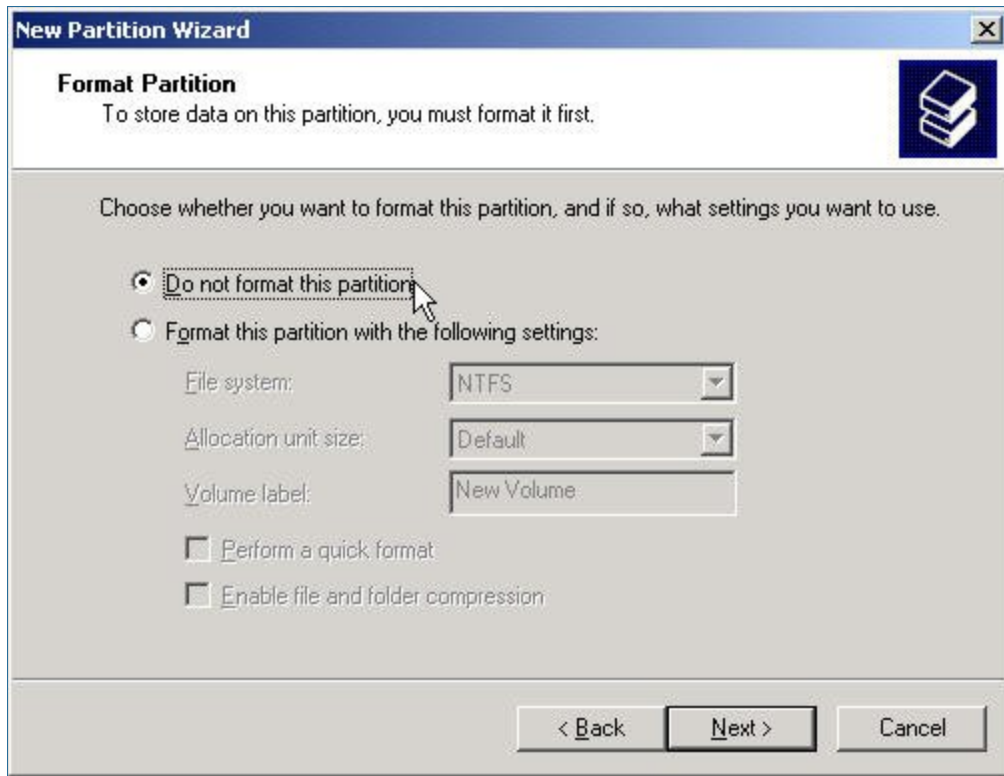 New Partition Wizard
Format Partition
To store data on this partition, you must format it first.
Choose whether you want to format this partition, and if so, what settings you want to use.
Do not format this partition
Format this partition with the following settings:
File system: NTFS
Allocation unit size: Default
Volume label: New Volume
Perform a quick format
Enable file and folder compression
< Back Next > Cancel